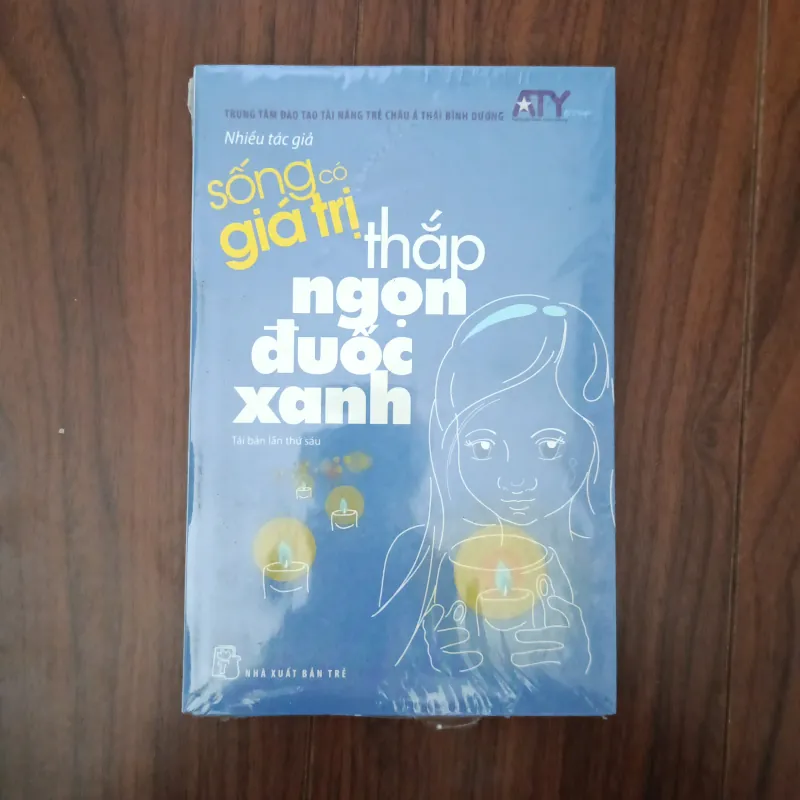 TRUNG TÂM ĐÀO TẠO TÀI NĂNG TRẺ CHÂU Á THÁI BÌNH DƯƠNG
ATY
Nhiều tác giả
sống có
giá trị
thắp
ngọn
đuốc
xanh
Tái bản lần thứ sáu
NHÀ XUẤT BẢN TRẺ